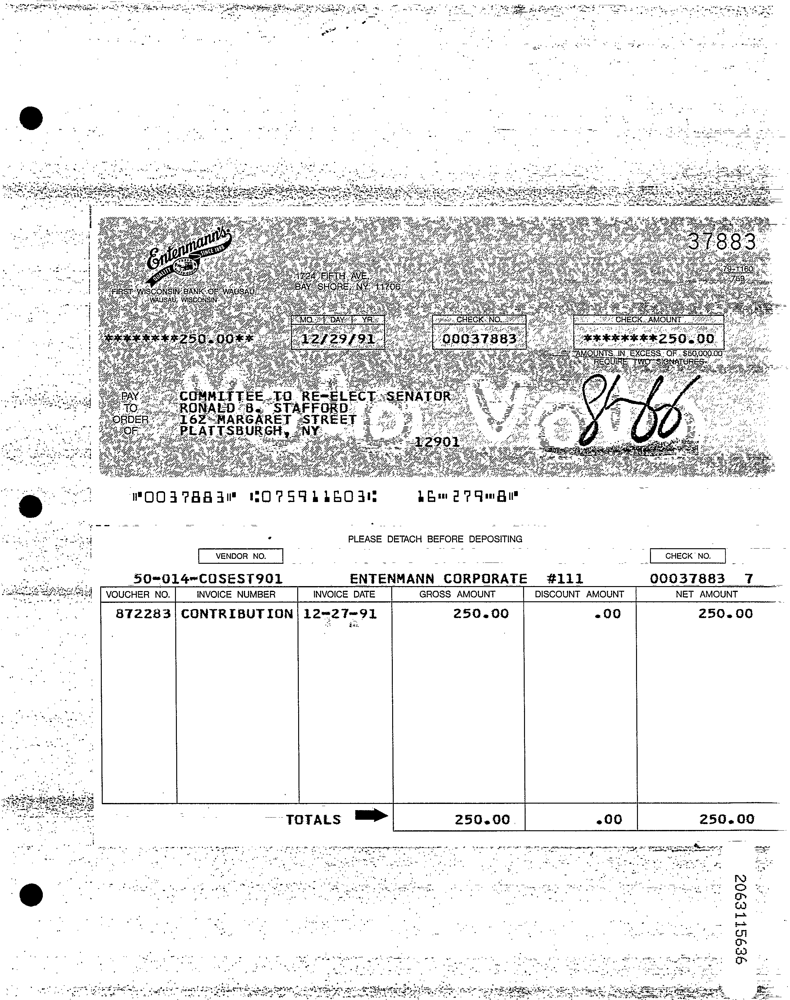 Entenmann's
QUALITY SINCE 1898
37883
1724 FIFTH AVE.
BAY SHORE, NY 11706
79-1160
759
FIRST WISCONSIN BANK OF WAUSAU
WAUSAU, WISCONSIN
MO. DAY YR. CHECK NO. CHECK AMOUNT
********250.00** 12/29/91 00037883 ********250.00
AMOUNTS IN EXCESS OF $50,000.00
REQUIRE TWO SIGNATURES
PAY TO ORDER OF
COMMITTEE TO RE-ELECT SENATOR
RONALD B. STAFFORD
162 MARGARET STREET
PLATTSBURGH, NY
12901
⑈0037883⑈ ⑆075911603⑆ 16⑉279⑉8⑈
PLEASE DETACH BEFORE DEPOSITING
VENDOR NO. CHECK NO.
50-014-COSEST901 ENTENMANN CORPORATE #111 00037883 7
VOUCHER NO. INVOICE NUMBER INVOICE DATE GROSS AMOUNT DISCOUNT AMOUNT NET AMOUNT
872283 CONTRIBUTION 12-27-91 250.00 .00 250.00
TOTALS 250.00 .00 250.00
2063115636